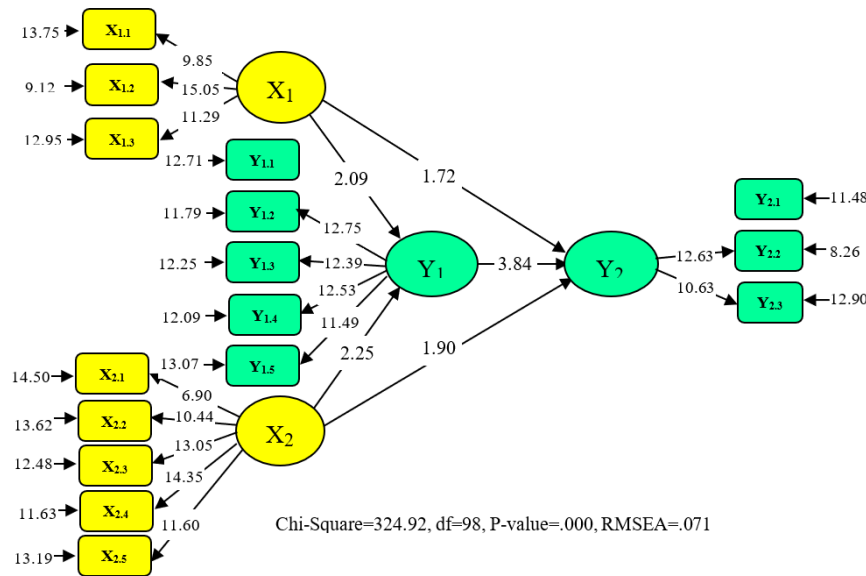 13.75 X1.1
9.85
9.12 X1.2
15.05
X1
12.95 X1.3
11.29
12.71 Y1.1
2.09
1.72
11.79 Y1.2
12.75
Y2.1 11.48
12.25 Y1.3
12.39
Y1
3.84
Y2
12.63
Y2.2 8.26
12.09 Y1.4
12.53
10.63
Y2.3 12.90
11.49
13.07 Y1.5
2.25
1.90
14.50 X2.1
6.90
13.62 X2.2
10.44
X2
12.48 X2.3
13.05
11.63 X2.4
14.35
13.19 X2.5
11.60
Chi-Square=324.92, df=98, P-value=.000, RMSEA=.071